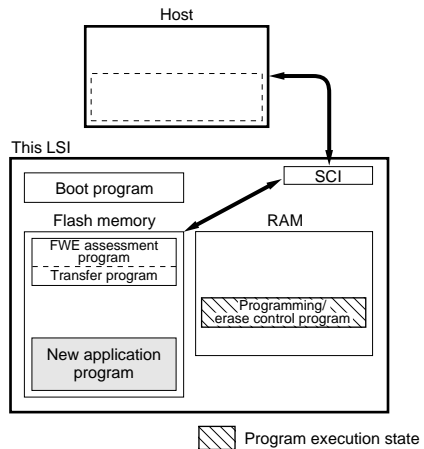 Host
This LSI
SCI
Boot program
Flash memory
RAM
FWE assessment
program
Transfer program
Programming/
erase control program
New application
program
Program execution state